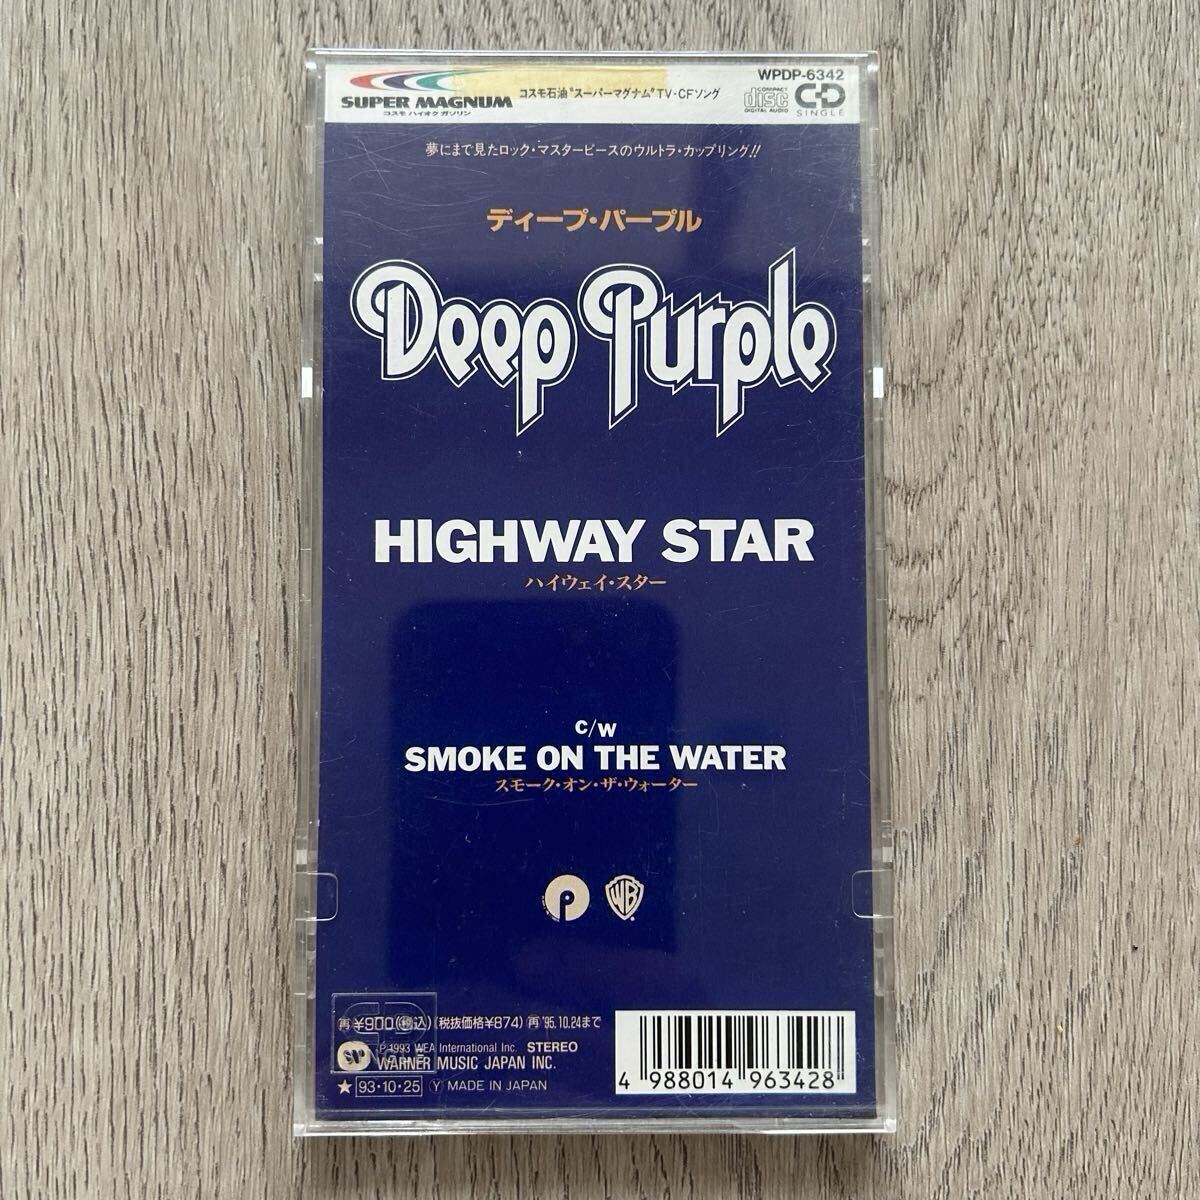 SUPER MAGNUM
コスモ ハイオクガソリン
コスモ石油“スーパーマグナム”TV-CFソング
WPDP-6342
COMPACT
disc
DIGITAL AUDIO
CD
SINGLE
夢にまで見たロック・マスターピースのウルトラ・カップリング!!
ディープ・パープル
Deep Purple
HIGHWAY STAR
ハイウェイ・スター
c/w
SMOKE ON THE WATER
スモーク・オン・ザ・ウォーター
P
WB
再 ¥900(税込)(税抜価格¥874) 再 '95.10.24まで
P 1993 WEA International Inc. STEREO
WARNER MUSIC JAPAN INC.
★ 93・10・25 Y MADE IN JAPAN
4 988014 963428